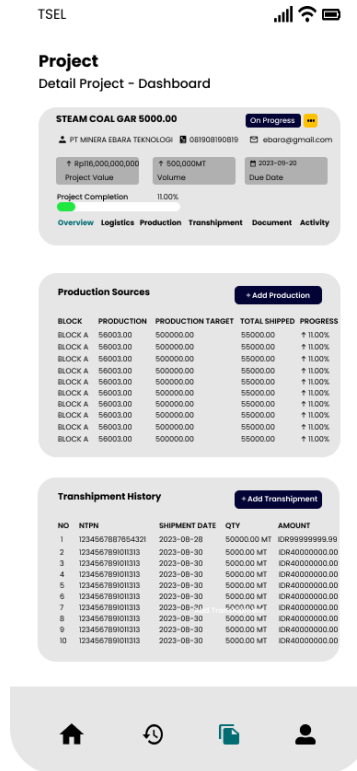 TSEL
Project
Detail Project - Dashboard
STEAM COAL GAR 5000.00 On Progress
PT MINERA EBARA TEKNOLOGI 081908190819 ebara@gmail.com
↑ Rp116,000,000,000 ↑ 500,000MT 2023-09-20
Project Value Volume Due Date
Project Completion 11.00%
Overview Logistics Production Transhipment Document Activity
Production Sources + Add Production
BLOCK PRODUCTION PRODUCTION TARGET TOTAL SHIPPED PROGRESS
BLOCK A 56003.00 500000.00 55000.00 ↑ 11.00%
BLOCK A 56003.00 500000.00 55000.00 ↑ 11.00%
BLOCK A 56003.00 500000.00 55000.00 ↑ 11.00%
BLOCK A 56003.00 500000.00 55000.00 ↑ 11.00%
BLOCK A 56003.00 500000.00 55000.00 ↑ 11.00%
BLOCK A 56003.00 500000.00 55000.00 ↑ 11.00%
BLOCK A 56003.00 500000.00 55000.00 ↑ 11.00%
BLOCK A 56003.00 500000.00 55000.00 ↑ 11.00%
BLOCK A 56003.00 500000.00 55000.00 ↑ 11.00%
BLOCK A 56003.00 500000.00 55000.00 ↑ 11.00%
Transhipment History + Add Transhipment
NO NTPN SHIPMENT DATE QTY AMOUNT
1 1234567887654321 2023-08-28 50000.00 MT IDR99999999.99
2 1234567891011313 2023-08-30 5000.00 MT IDR40000000.00
3 1234567891011313 2023-08-30 5000.00 MT IDR40000000.00
4 1234567891011313 2023-08-30 5000.00 MT IDR40000000.00
5 1234567891011313 2023-08-30 5000.00 MT IDR40000000.00
6 1234567891011313 2023-08-30 5000.00 MT IDR40000000.00
7 1234567891011313 2023-08-30 5000.00 MT IDR40000000.00
8 1234567891011313 2023-08-30 5000.00 MT IDR40000000.00
9 1234567891011313 2023-08-30 5000.00 MT IDR40000000.00
10 1234567891011313 2023-08-30 5000.00 MT IDR40000000.00